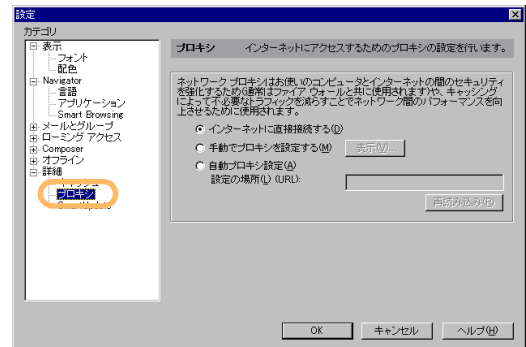 設定
カテゴリ
表示
フォント
配色
Navigator
言語
アプリケーション
Smart Browsing
メールとグループ
ローミング アクセス
Composer
オフライン
詳細
キャッシュ
プロキシ
SmartUpdate
プロキシ インターネットにアクセスするためのプロキシの設定を行います。
ネットワーク プロキシはお使いのコンピュータとインターネットの間のセキュリティ
を強化するため(通常はファイア ウォールと共に使用されます)や、キャッシング
によって不必要なトラフィックを減らすことでネットワーク間のパフォーマンスを向
上させるために使用されます。
インターネットに直接接続する(D)
手動でプロキシを設定する(M) 表示(V)...
自動プロキシ設定(A)
設定の場所(L) (URL):
再読み込み(R)
OK キャンセル ヘルプ(H)